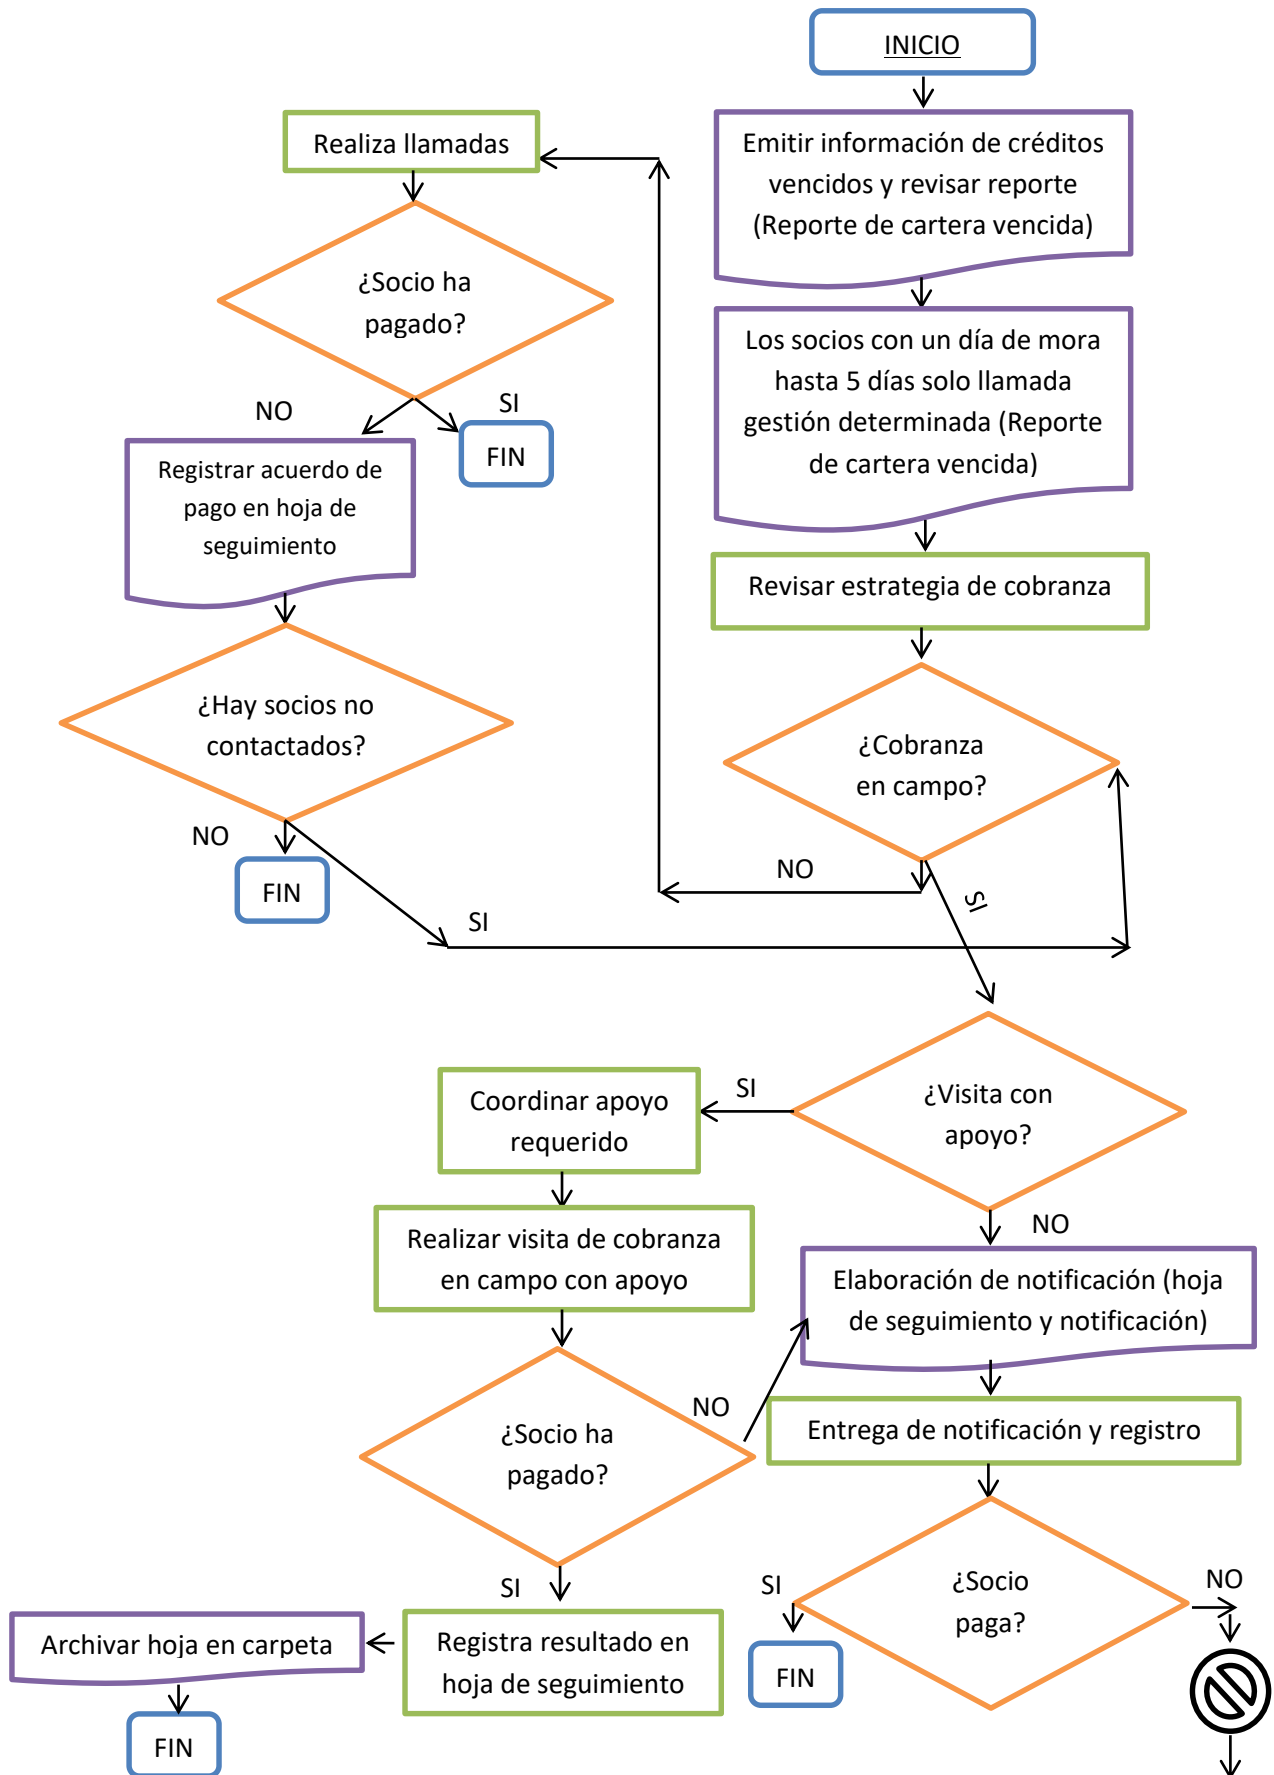 INICIO
Emitir información de créditos
vencidos y revisar reporte
(Reporte de cartera vencida)
Los socios con un día de mora
hasta 5 días solo llamada
gestión determinada (Reporte
de cartera vencida)
Revisar estrategia de cobranza
¿Cobranza
en campo?
NO
SI
Realiza llamadas
¿Socio ha
pagado?
NO
SI
FIN
Registrar acuerdo de
pago en hoja de
seguimiento
¿Hay socios no
contactados?
NO
FIN
SI
¿Visita con
apoyo?
SI
NO
Coordinar apoyo
requerido
Realizar visita de cobranza
en campo con apoyo
¿Socio ha
pagado?
NO
SI
Registra resultado en
hoja de seguimiento
Archivar hoja en carpeta
FIN
Elaboración de notificación (hoja
de seguimiento y notificación)
Entrega de notificación y registro
¿Socio
paga?
SI
FIN
NO